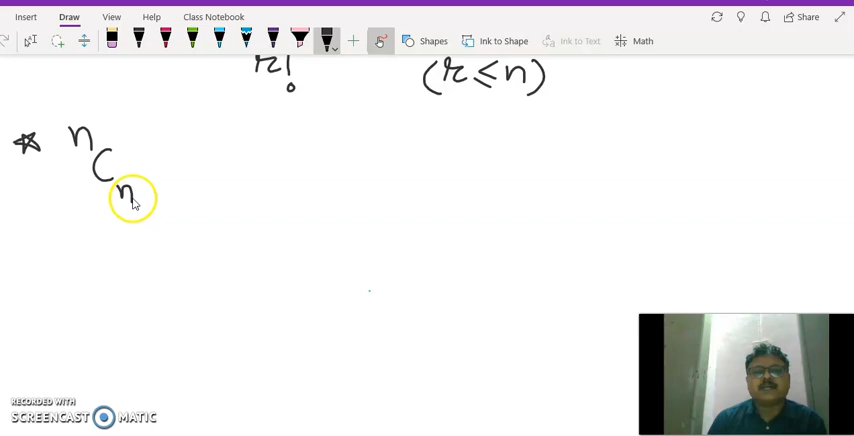 Insert Draw View Help Class Notebook Share
Shapes Ink to Shape Ink to Text Math
r! (r ≤ n)
☆ n
C
n
RECORDED WITH
SCREENCAST MATIC